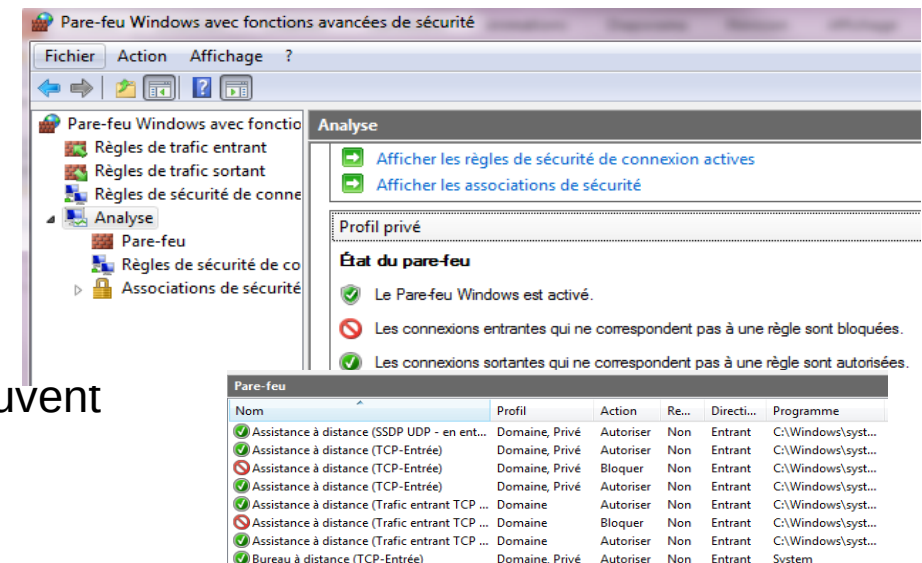 Pare-feu Windows avec fonctions avancées de sécurité
Fichier Action Affichage ?
Pare-feu Windows avec fonctio
Règles de trafic entrant
Règles de trafic sortant
Règles de sécurité de conne
Analyse
Pare-feu
Règles de sécurité de co
Associations de sécurité
Analyse
Afficher les règles de sécurité de connexion actives
Afficher les associations de sécurité
Profil privé
État du pare-feu
Le Pare-feu Windows est activé.
Les connexions entrantes qui ne correspondent pas à une règle sont bloquées.
Les connexions sortantes qui ne correspondent pas à une règle sont autorisées.
uvent
Pare-feu
Nom Profil Action Re... Directi... Programme
Assistance à distance (SSDP UDP - en ent... Domaine, Privé Autoriser Non Entrant C:\Windows\syst...
Assistance à distance (TCP-Entrée) Domaine, Privé Autoriser Non Entrant C:\Windows\syst...
Assistance à distance (TCP-Entrée) Domaine, Privé Bloquer Non Entrant C:\Windows\syst...
Assistance à distance (TCP-Entrée) Domaine, Privé Autoriser Non Entrant C:\Windows\syst...
Assistance à distance (Trafic entrant TCP ... Domaine Autoriser Non Entrant C:\Windows\syst...
Assistance à distance (Trafic entrant TCP ... Domaine Bloquer Non Entrant C:\Windows\syst...
Assistance à distance (Trafic entrant TCP ... Domaine Autoriser Non Entrant C:\Windows\syst...
Bureau à distance (TCP-Entrée) Domaine, Privé Autoriser Non Entrant System